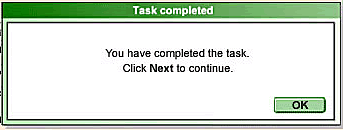 Task completed
You have completed the task.
Click Next to continue.
OK